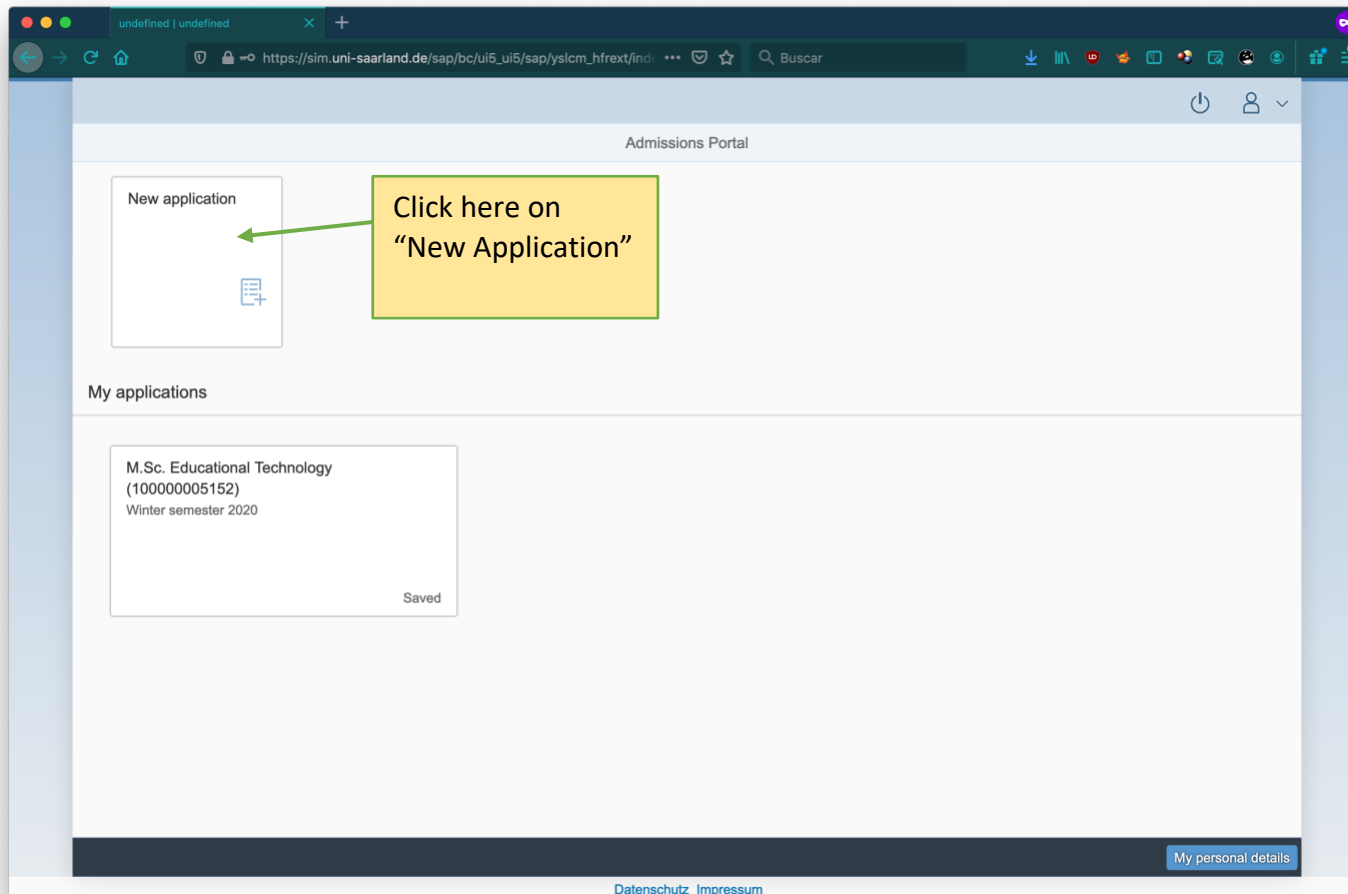 undefined | undefined
https://sim.uni-saarland.de/sap/bc/ui5_ui5/sap/yslcm_hfrext/inde
Buscar
Admissions Portal
New application
Click here on
“New Application”
My applications
M.Sc. Educational Technology
(100000005152)
Winter semester 2020
Saved
My personal details
Datenschutz Impressum